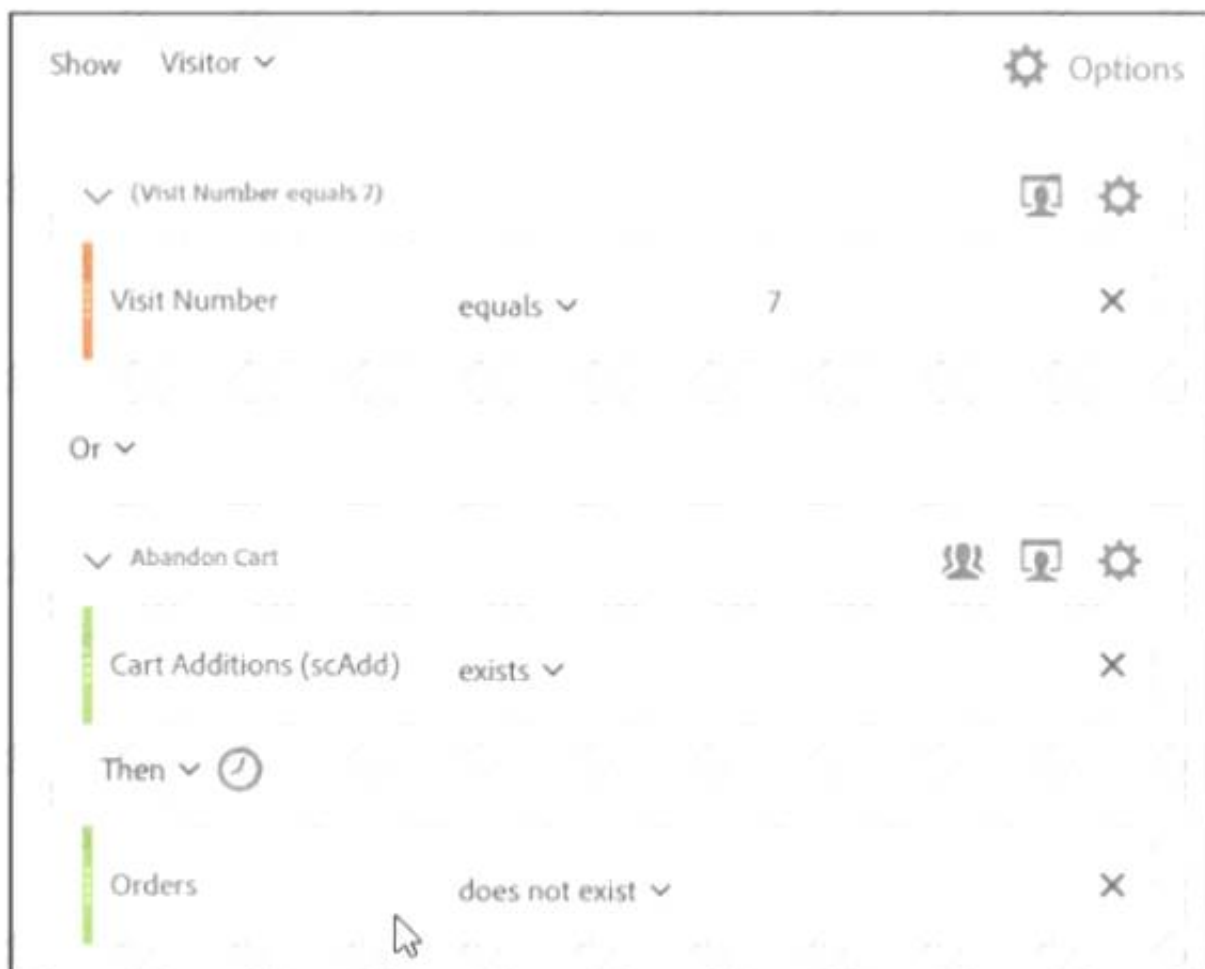 Show Visitor Options
(Visit Number equals 7)
Visit Number equals 7
Or
Abandon Cart
Cart Additions (scAdd) exists
Then
Orders does not exist